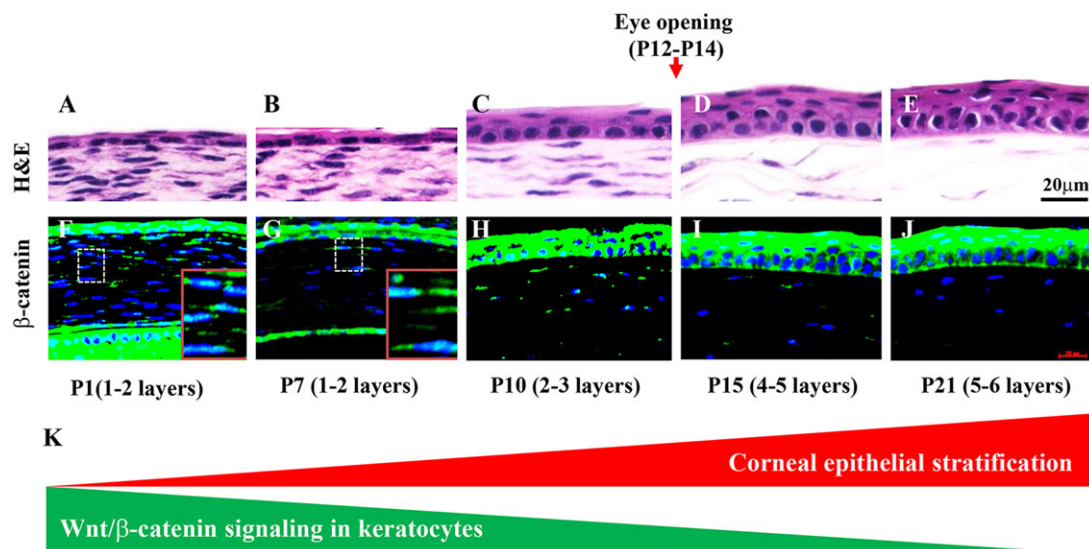 Eye opening
(P12-P14)
A
B
C
D
E
H&E
20μm
F
G
H
I
J
β-catenin
P1(1-2 layers)
P7 (1-2 layers)
P10 (2-3 layers)
P15 (4-5 layers)
P21 (5-6 layers)
K
Corneal epithelial stratification
Wnt/β-catenin signaling in keratocytes